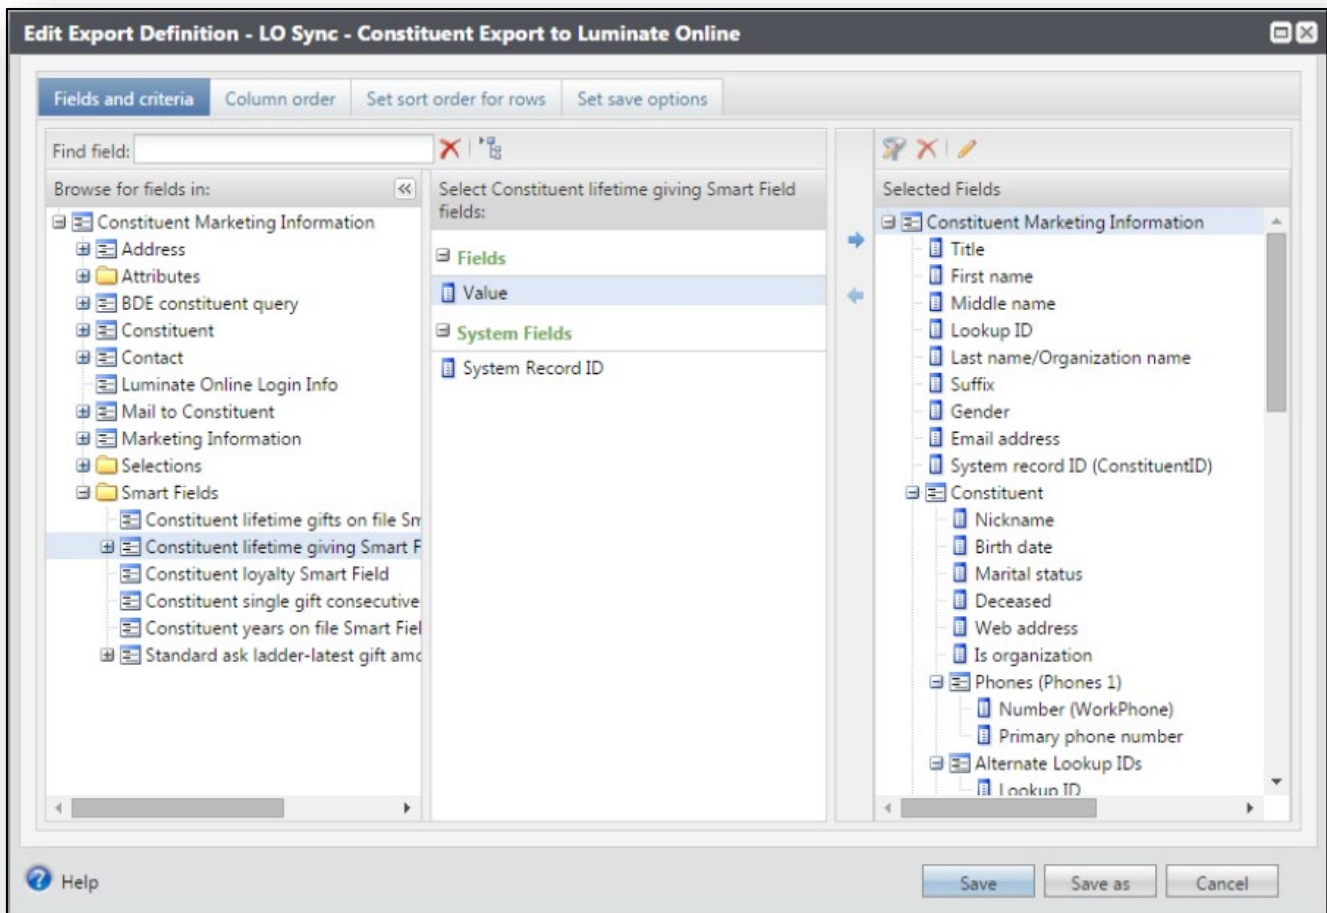 Edit Export Definition - LO Sync - Constituent Export to Luminate Online
Fields and criteria
Column order
Set sort order for rows
Set save options
Find field:
Browse for fields in:
Constituent Marketing Information
Address
Attributes
BDE constituent query
Constituent
Contact
Luminate Online Login Info
Mail to Constituent
Marketing Information
Selections
Smart Fields
Constituent lifetime gifts on file Sm
Constituent lifetime giving Smart F
Constituent loyalty Smart Field
Constituent single gift consecutive
Constituent years on file Smart Fiel
Standard ask ladder-latest gift amo
Select Constituent lifetime giving Smart Field
fields:
Fields
Value
System Fields
System Record ID
Selected Fields
Constituent Marketing Information
Title
First name
Middle name
Lookup ID
Last name/Organization name
Suffix
Gender
Email address
System record ID (ConstituentID)
Constituent
Nickname
Birth date
Marital status
Deceased
Web address
Is organization
Phones (Phones 1)
Number (WorkPhone)
Primary phone number
Alternate Lookup IDs
Lookup ID
Help
Save
Save as
Cancel